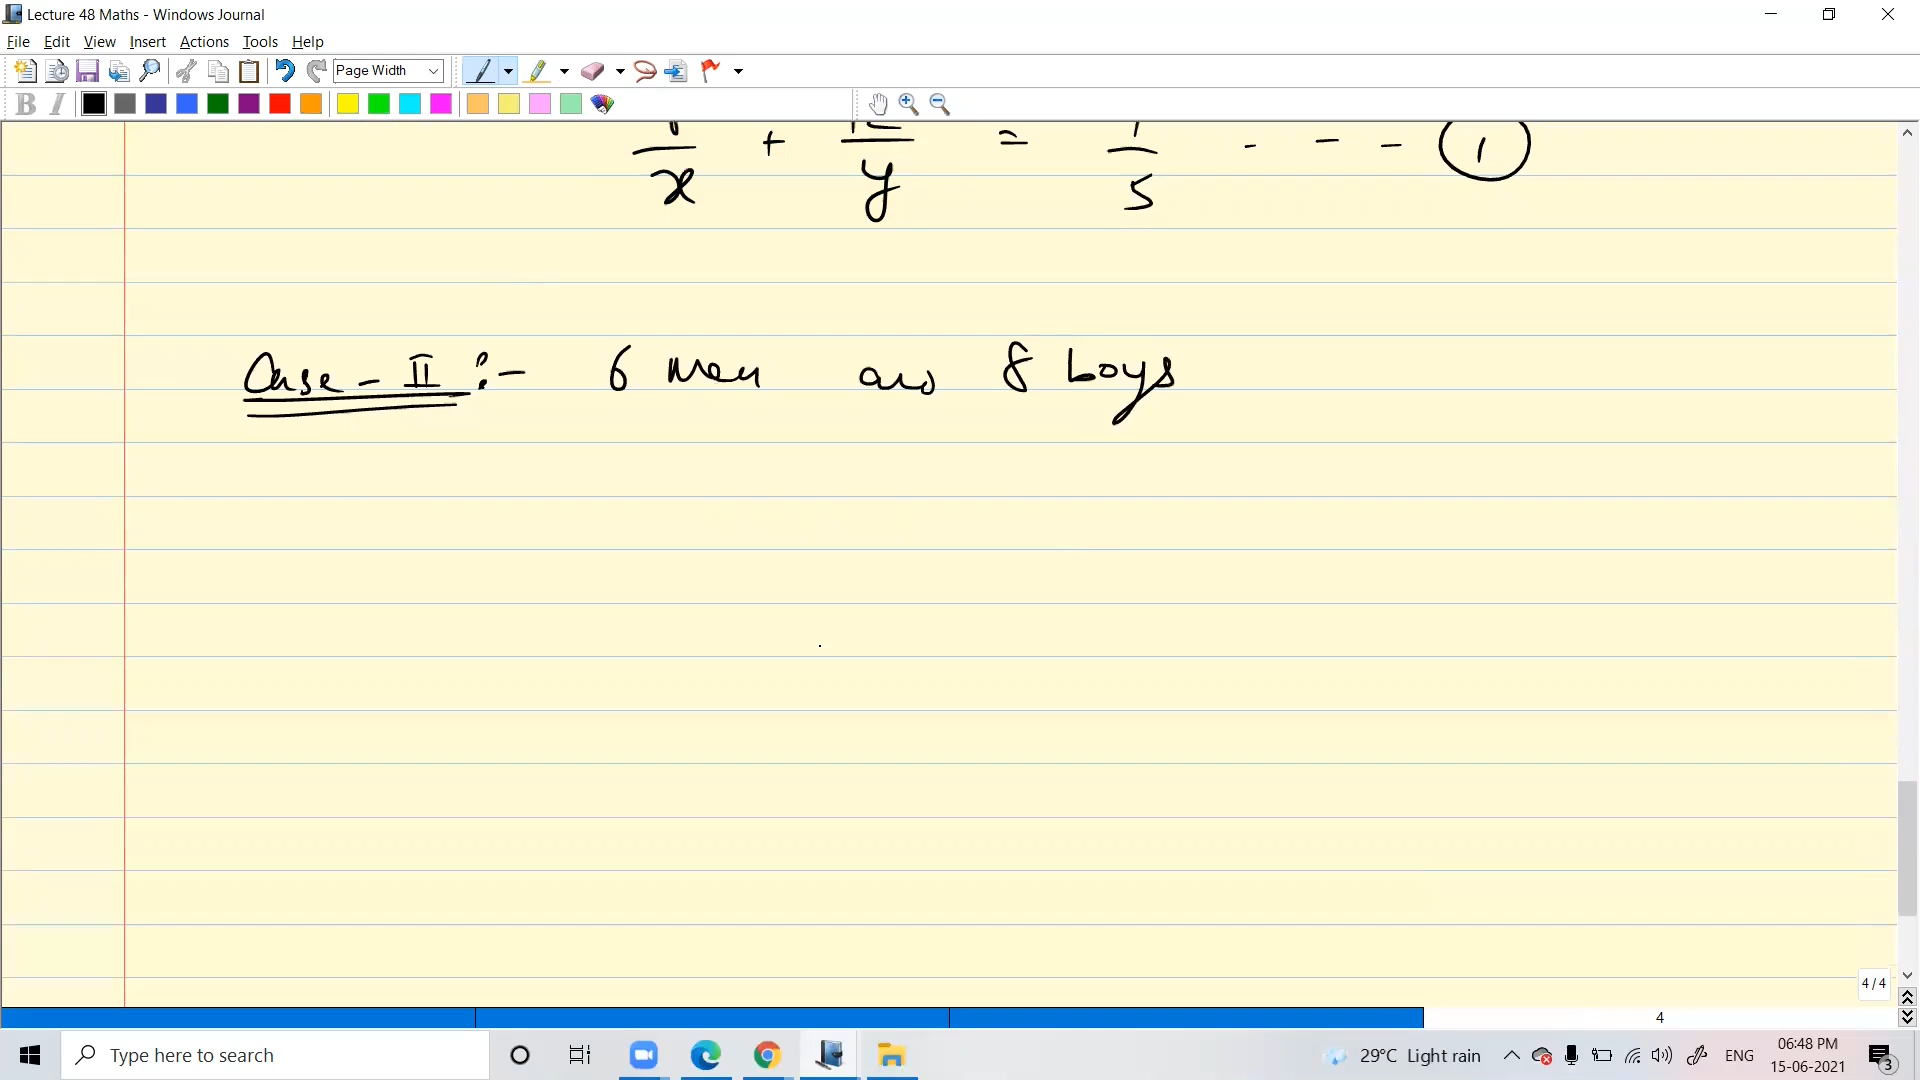 Lecture 48 Maths - Windows Journal
File Edit View Insert Actions Tools Help
Page Width
B I
x + y = 5 - - - 1
Case - II :- 6 Men and 8 boys
4 / 4
4
Type here to search
29°C Light rain
ENG
06:48 PM
15-06-2021
3